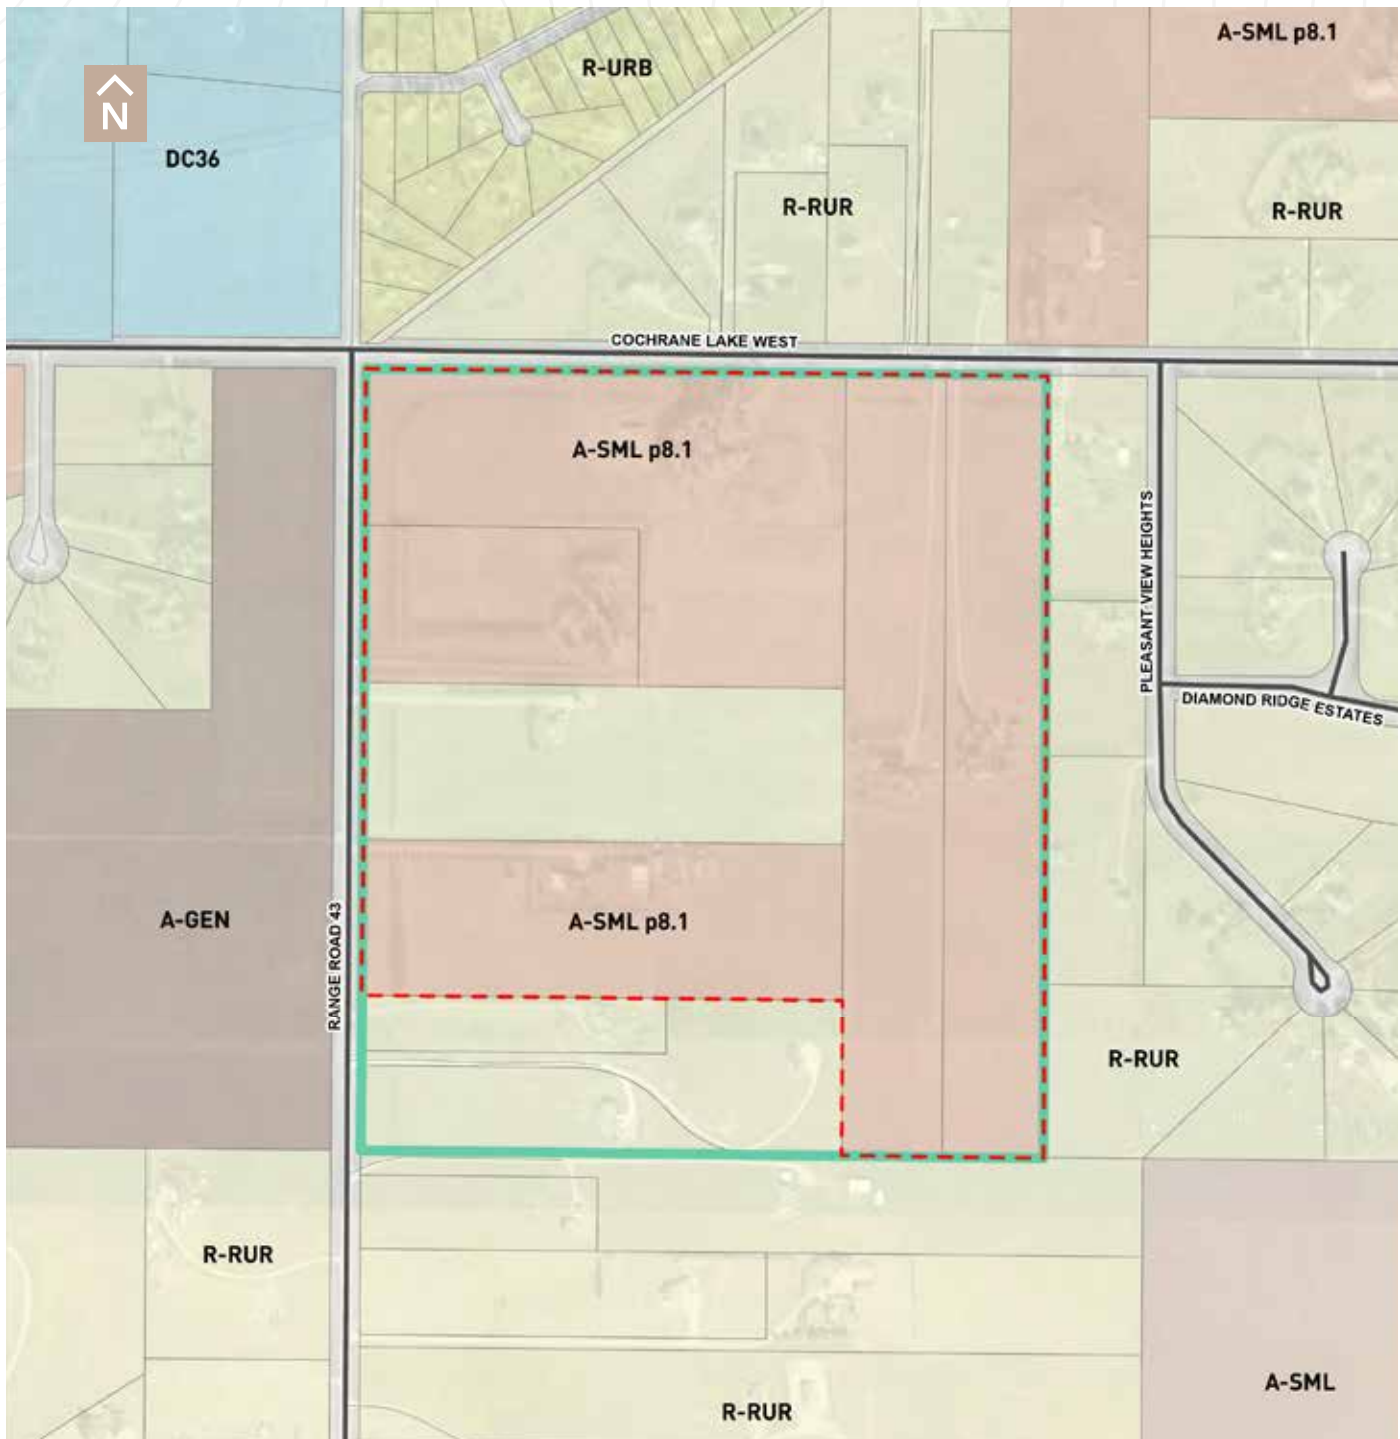 A-SML p8.1
R-URB
N
DC36
R-RUR
R-RUR
COCHRANE LAKE WEST
A-SML p8.1
PLEASANT VIEW HEIGHTS
DIAMOND RIDGE ESTATES
A-GEN
RANGE ROAD 43
A-SML p8.1
R-RUR
R-RUR
A-SML
R-RUR